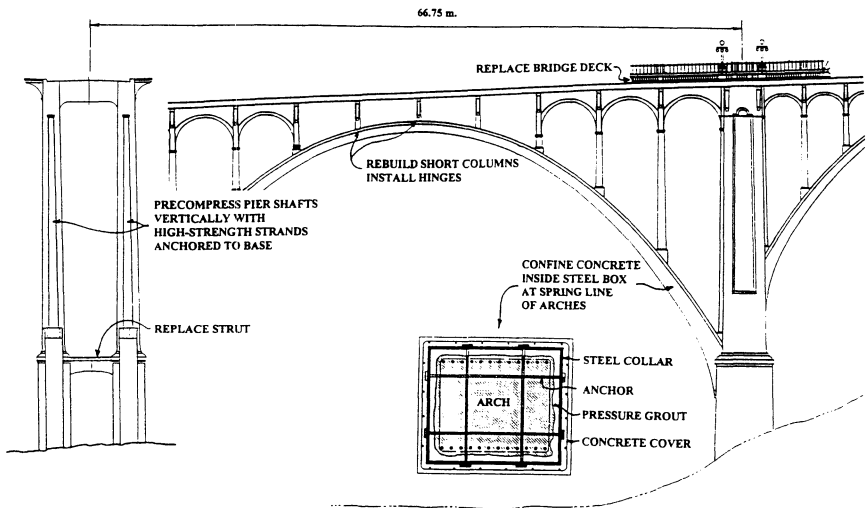 66.75 m.
REPLACE BRIDGE DECK
REBUILD SHORT COLUMNS
INSTALL HINGES
PRECOMPRESS PIER SHAFTS
VERTICALLY WITH
HIGH-STRENGTH STRANDS
ANCHORED TO BASE
CONFINE CONCRETE
INSIDE STEEL BOX
AT SPRING LINE
OF ARCHES
REPLACE STRUT
STEEL COLLAR
ANCHOR
ARCH
PRESSURE GROUT
CONCRETE COVER